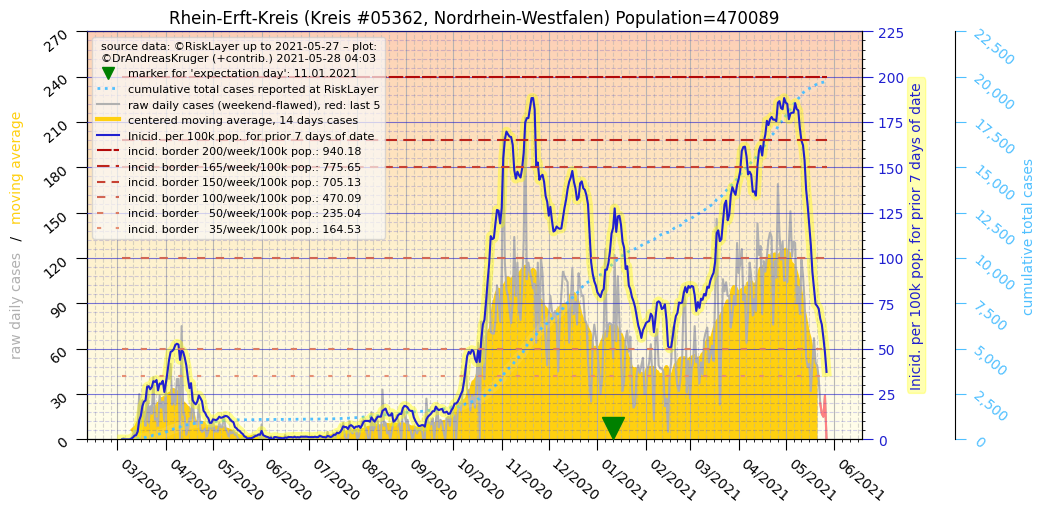 Rhein-Erft-Kreis (Kreis #05362, Nordrhein-Westfalen) Population=470089
source data: ©RiskLayer up to 2021-05-27 – plot:
©DrAndreasKruger (+contrib.) 2021-05-28 04:03
marker for 'expectation day': 11.01.2021
cumulative total cases reported at RiskLayer
raw daily cases (weekend-flawed), red: last 5
centered moving average, 14 days cases
Inicid. per 100k pop. for prior 7 days of date
incid. border 200/week/100k pop.: 940.18
incid. border 165/week/100k pop.: 775.65
incid. border 150/week/100k pop.: 705.13
incid. border 100/week/100k pop.: 470.09
incid. border   50/week/100k pop.: 235.04
incid. border   35/week/100k pop.: 164.53
raw daily cases   /   moving average
270
240
210
180
150
120
90
60
30
0
225
200
175
150
125
100
75
50
25
0
Inicid. per 100k pop. for prior 7 days of date
22,500
20,000
17,500
15,000
12,500
10,000
7,500
5,000
2,500
0
cumulative total cases
03/2020
04/2020
05/2020
06/2020
07/2020
08/2020
09/2020
10/2020
11/2020
12/2020
01/2021
02/2021
03/2021
04/2021
05/2021
06/2021